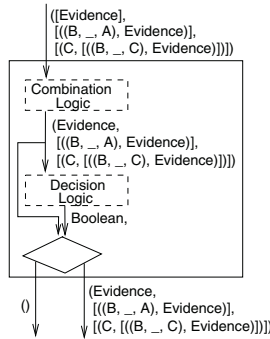 ([Evidence],
[((B, _, A), Evidence)],
[(C, [((B, _, C), Evidence)])])
Combination
Logic
(Evidence,
[((B, _, A), Evidence)],
[(C, [((B, _, C), Evidence)])])
Decision
Logic
Boolean,
()
(Evidence,
[((B, _, A), Evidence)],
[(C, [((B, _, C), Evidence)])])